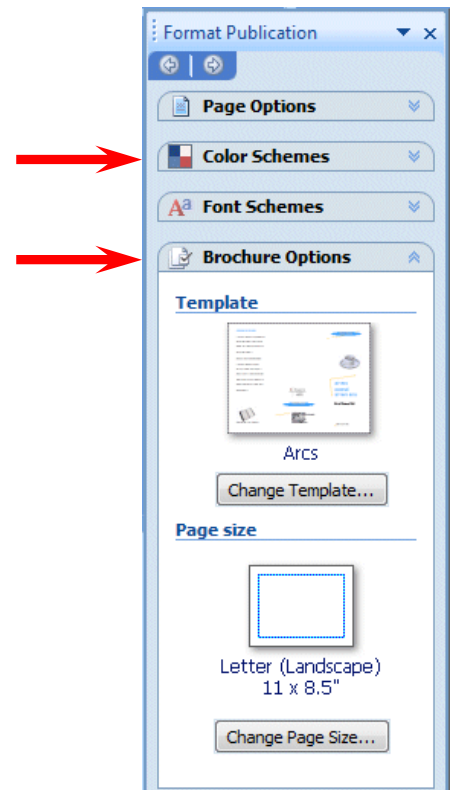 Format Publication
Page Options
Color Schemes
Aa Font Schemes
Brochure Options
Template
Arcs
Change Template...
Page size
Letter (Landscape)
11 x 8.5"
Change Page Size...